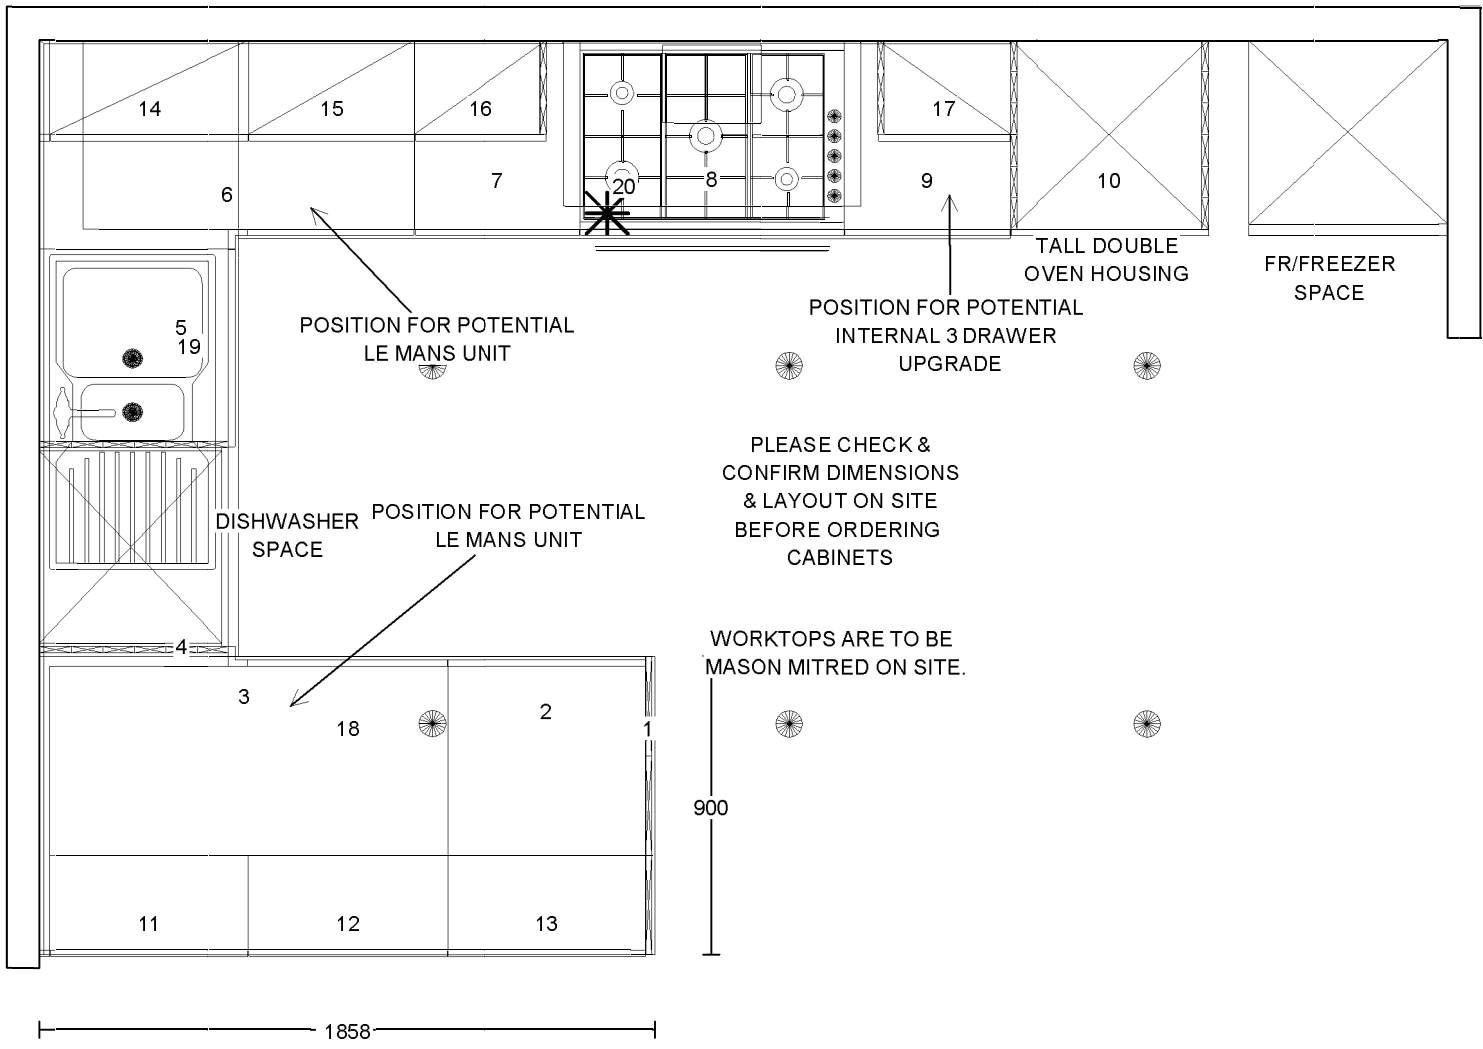 14
15
16
17
6
7
20
8
9
10
TALL DOUBLE
OVEN HOUSING
FR/FREEZER
SPACE
5
19
POSITION FOR POTENTIAL
LE MANS UNIT
POSITION FOR POTENTIAL
INTERNAL 3 DRAWER
UPGRADE
PLEASE CHECK &
CONFIRM DIMENSIONS
& LAYOUT ON SITE
BEFORE ORDERING
CABINETS
DISHWASHER
SPACE
POSITION FOR POTENTIAL
LE MANS UNIT
4
WORKTOPS ARE TO BE
MASON MITRED ON SITE.
3
2
18
1
900
11
12
13
1858